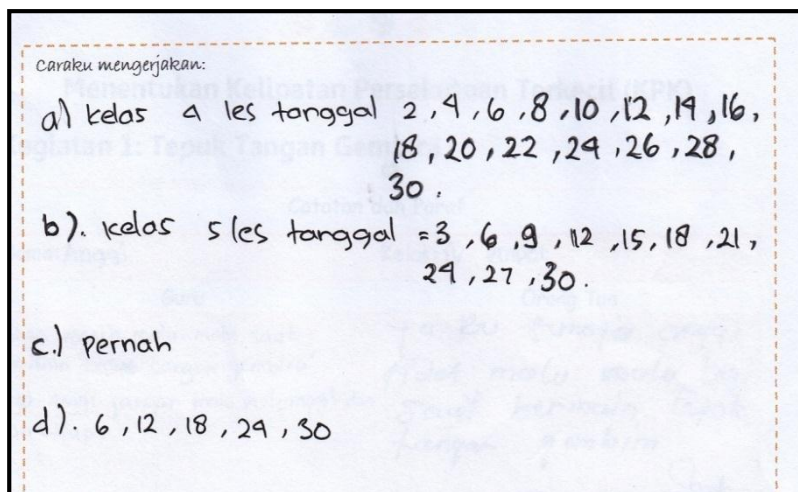 Caraku mengerjakan:
a) kelas 4 les tanggal 2, 4, 6, 8, 10, 12, 14, 16,
18, 20, 22, 24, 26, 28,
30.
b). kelas 5 les tanggal = 3, 6, 9, 12, 15, 18, 21,
24, 27, 30.
c.) Pernah
d). 6, 12, 18, 24, 30